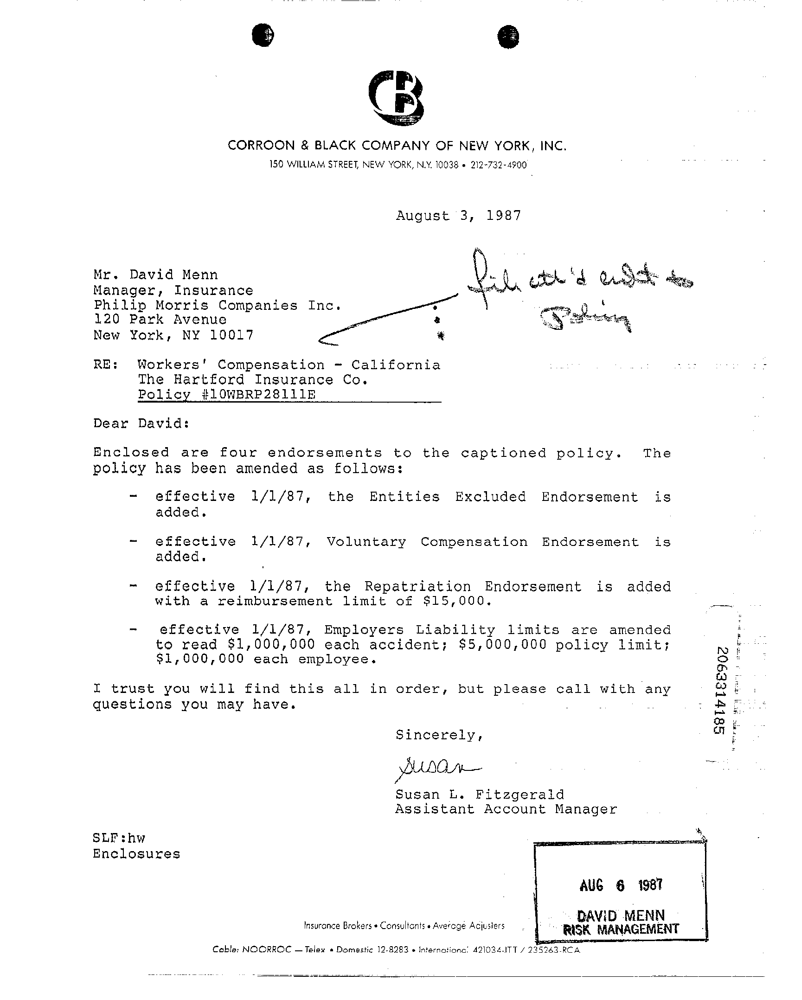 CBPP
CORROON & BLACK COMPANY OF NEW YORK, INC.
150 WILLIAM STREET, NEW YORK, N.Y. 10038 • 212-732-4900
August 3, 1987
file att'd endt to
Policy
Mr. David Menn
Manager, Insurance
Philip Morris Companies Inc.
120 Park Avenue
New York, NY 10017
RE: Workers' Compensation - California
The Hartford Insurance Co.
Policy #10WBRP28111E
Dear David:
Enclosed are four endorsements to the captioned policy. The
policy has been amended as follows:
- effective 1/1/87, the Entities Excluded Endorsement is
added.
- effective 1/1/87, Voluntary Compensation Endorsement is
added.
- effective 1/1/87, the Repatriation Endorsement is added
with a reimbursement limit of $15,000.
- effective 1/1/87, Employers Liability limits are amended
to read $1,000,000 each accident; $5,000,000 policy limit;
$1,000,000 each employee.
I trust you will find this all in order, but please call with any
questions you may have.
2063314185
Sincerely,
Susan
Susan L. Fitzgerald
Assistant Account Manager
SLF:hw
Enclosures
AUG 6 1987
DAVID MENN
RISK MANAGEMENT
Insurance Brokers • Consultants • Average Adjusters
Cable: NOORROC — Telex • Domestic 12-8283 • International 421034-ITT / 235263-RCA